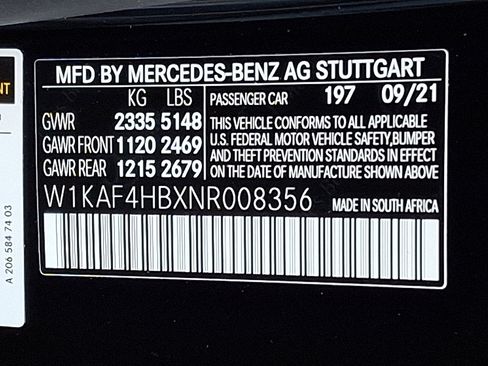 MFD BY MERCEDES-BENZ AG STUTTGART
KG LBS
GVWR 2335 5148
GAWR FRONT 1120 2469
GAWR REAR 1215 2679
PASSENGER CAR 197 09/21
THIS VEHICLE CONFORMS TO ALL APPLICABLE
U.S. FEDERAL MOTOR VEHICLE SAFETY,BUMPER
AND THEFT PREVENTION STANDARDS IN EFFECT
ON THE DATE OF MANUFACTURE SHOWN ABOVE
W1KAF4HBXNR008356
MADE IN SOUTH AFRICA
A 206 584 74 03